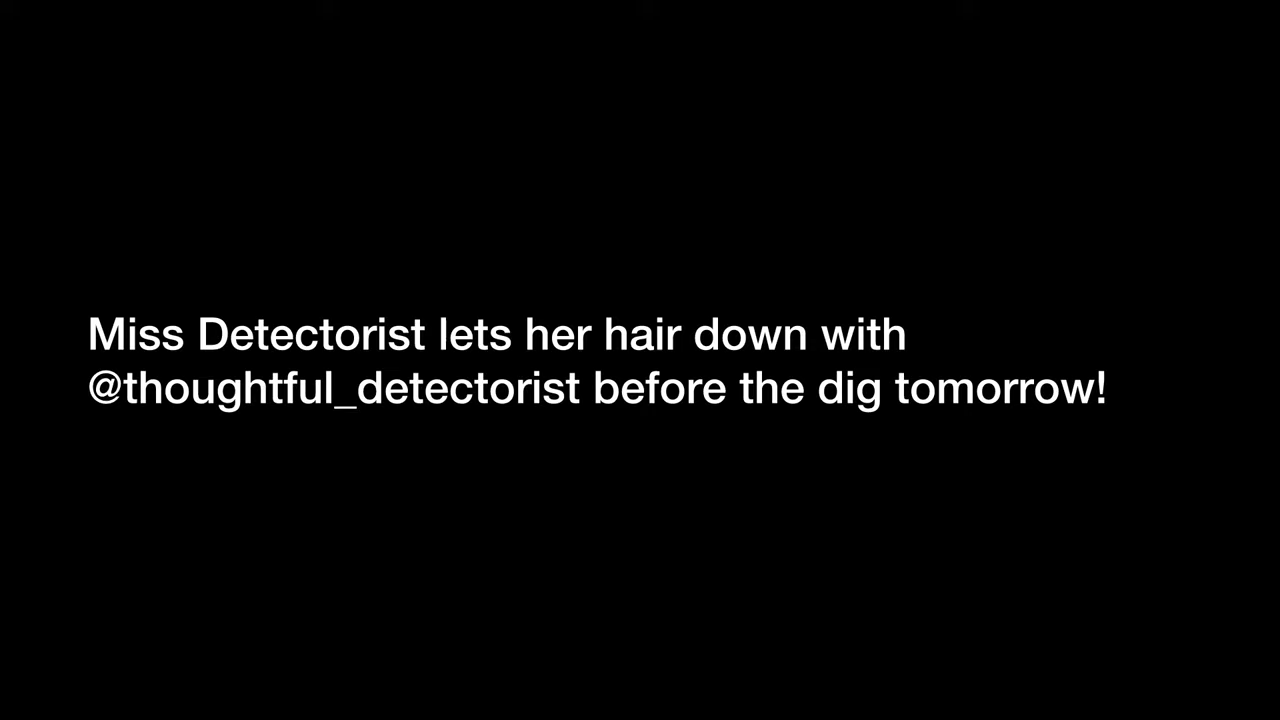 Miss Detectorist lets her hair down with
@thoughtful_detectorist before the dig tomorrow!